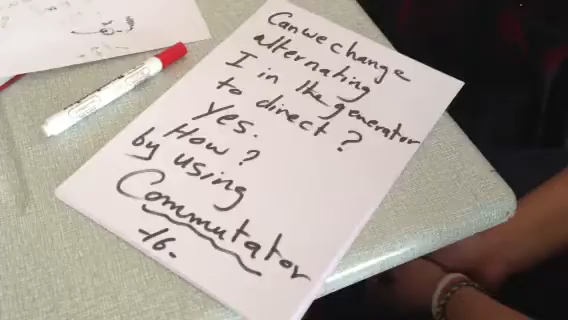 Can we change
alternating
I in the generator
to direct?
Yes.
How?
by using
Commutator
-16-